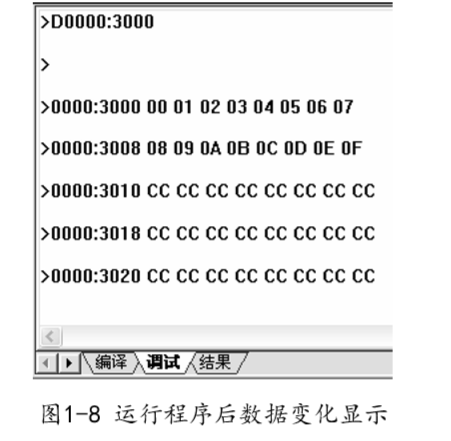 >D0000:3000
>
>0000:3000 00 01 02 03 04 05 06 07
>0000:3008 08 09 0A 0B 0C 0D 0E 0F
>0000:3010 CC CC CC CC CC CC CC CC
>0000:3018 CC CC CC CC CC CC CC CC
>0000:3020 CC CC CC CC CC CC CC CC
编译 调试 结果
图1-8 运行程序后数据变化显示